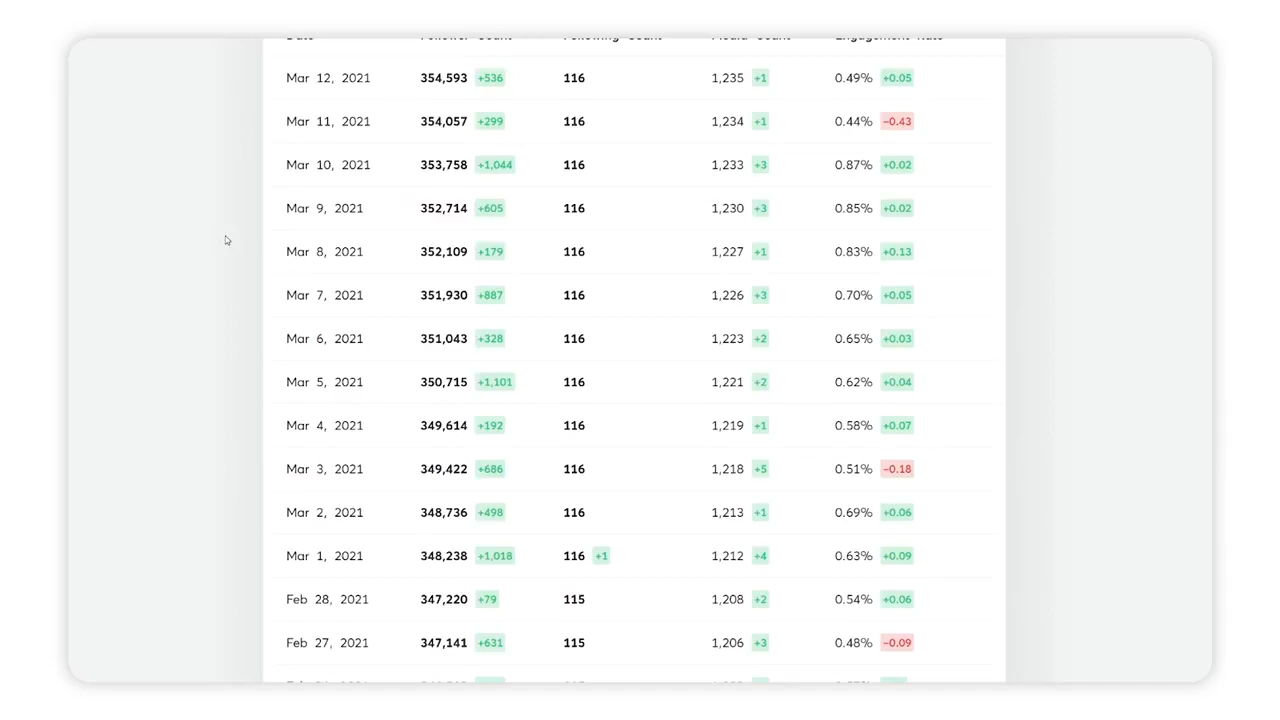 Mar 12, 2021 354,593 +536 116 1,235 +1 0.49% +0.05
Mar 11, 2021 354,057 +299 116 1,234 +1 0.44% −0.43
Mar 10, 2021 353,758 +1,044 116 1,233 +3 0.87% +0.02
Mar 9, 2021 352,714 +605 116 1,230 +3 0.85% +0.02
Mar 8, 2021 352,109 +179 116 1,227 +1 0.83% +0.13
Mar 7, 2021 351,930 +887 116 1,226 +3 0.70% +0.05
Mar 6, 2021 351,043 +328 116 1,223 +2 0.65% +0.03
Mar 5, 2021 350,715 +1,101 116 1,221 +2 0.62% +0.04
Mar 4, 2021 349,614 +192 116 1,219 +1 0.58% +0.07
Mar 3, 2021 349,422 +686 116 1,218 +5 0.51% −0.18
Mar 2, 2021 348,736 +498 116 1,213 +1 0.69% +0.06
Mar 1, 2021 348,238 +1,018 116 +1 1,212 +4 0.63% +0.09
Feb 28, 2021 347,220 +79 115 1,208 +2 0.54% +0.06
Feb 27, 2021 347,141 +631 115 1,206 +3 0.48% −0.09